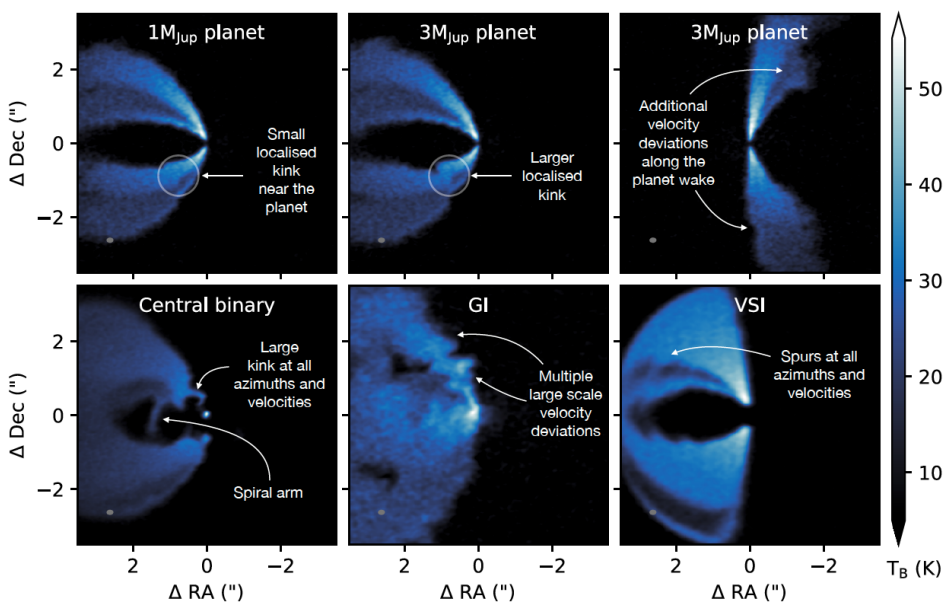 1M_Jup planet
3M_Jup planet
3M_Jup planet
Δ Dec (")
2
0
−2
Small
localised
kink
near the
planet
Larger
localised
kink
Additional
velocity
deviations
along the
planet wake
50
40
30
20
10
T_B (K)
Central binary
GI
VSI
Δ Dec (")
2
0
−2
Large
kink at all
azimuths and
velocities
Spiral arm
Multiple
large scale
velocity
deviations
Spurs at all
azimuths and
velocities
2
0
−2
2
0
−2
2
0
−2
Δ RA (")
Δ RA (")
Δ RA (")